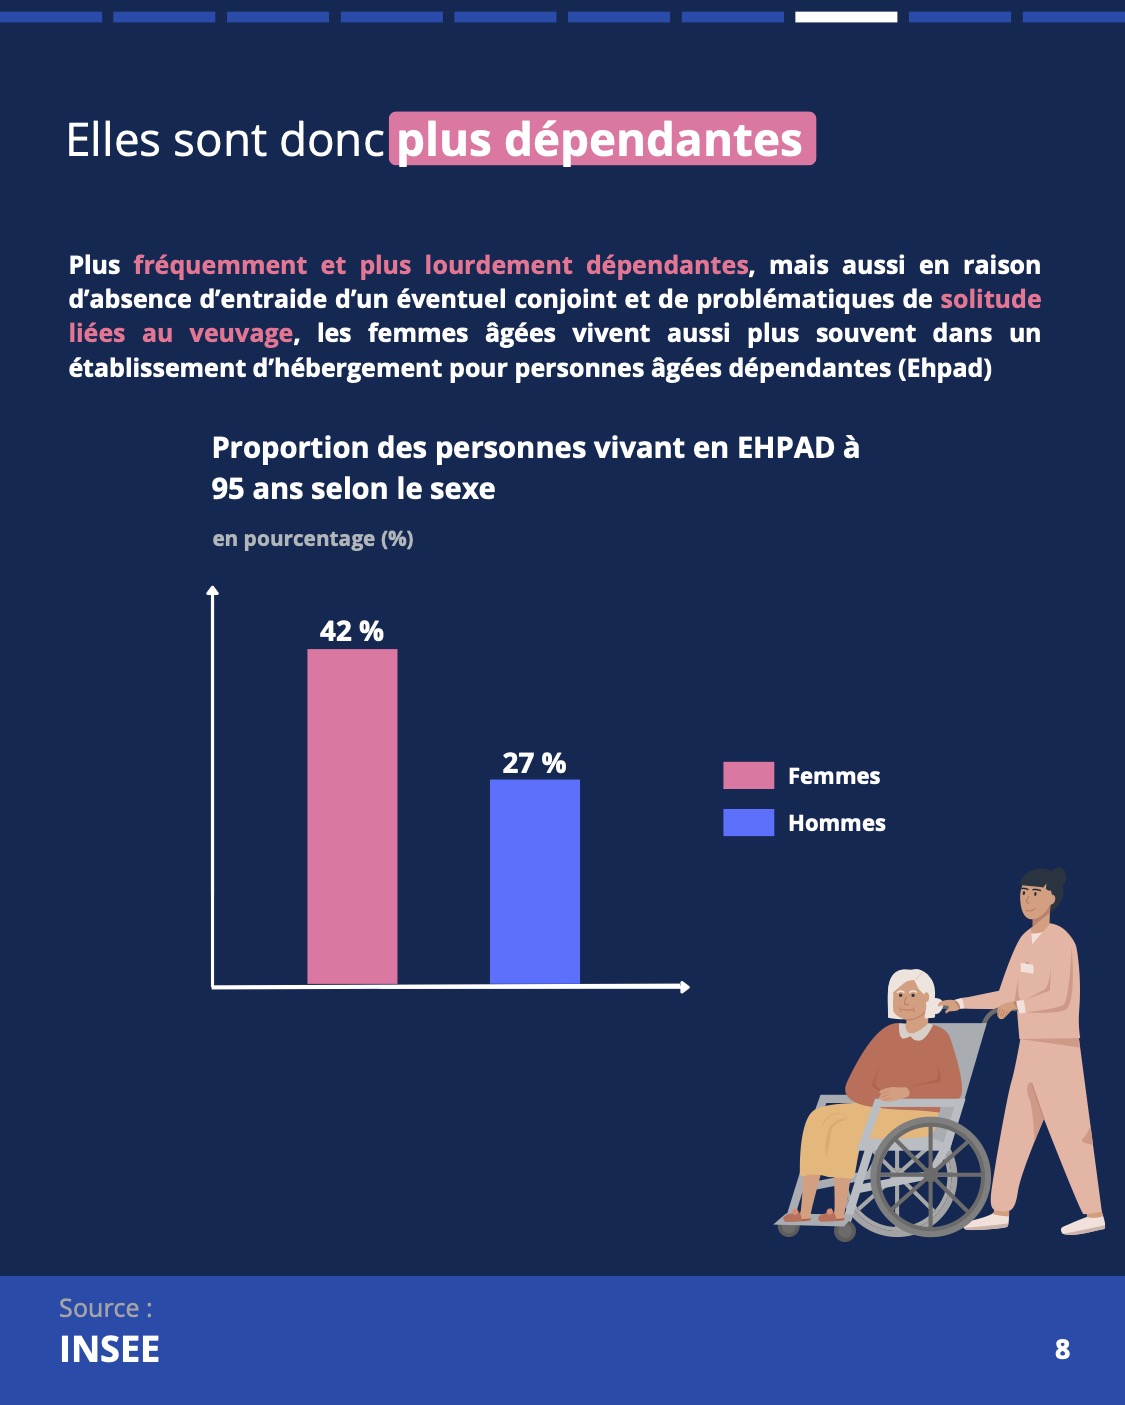 Elles sont donc plus dépendantes
Plus fréquemment et plus lourdement dépendantes, mais aussi en raison
d’absence d’entraide d’un éventuel conjoint et de problématiques de solitude
liées au veuvage, les femmes âgées vivent aussi plus souvent dans un
établissement d’hébergement pour personnes âgées dépendantes (Ehpad)
Proportion des personnes vivant en EHPAD à
95 ans selon le sexe
en pourcentage (%)
42 %
27 %
Femmes
Hommes
Source :
INSEE
8